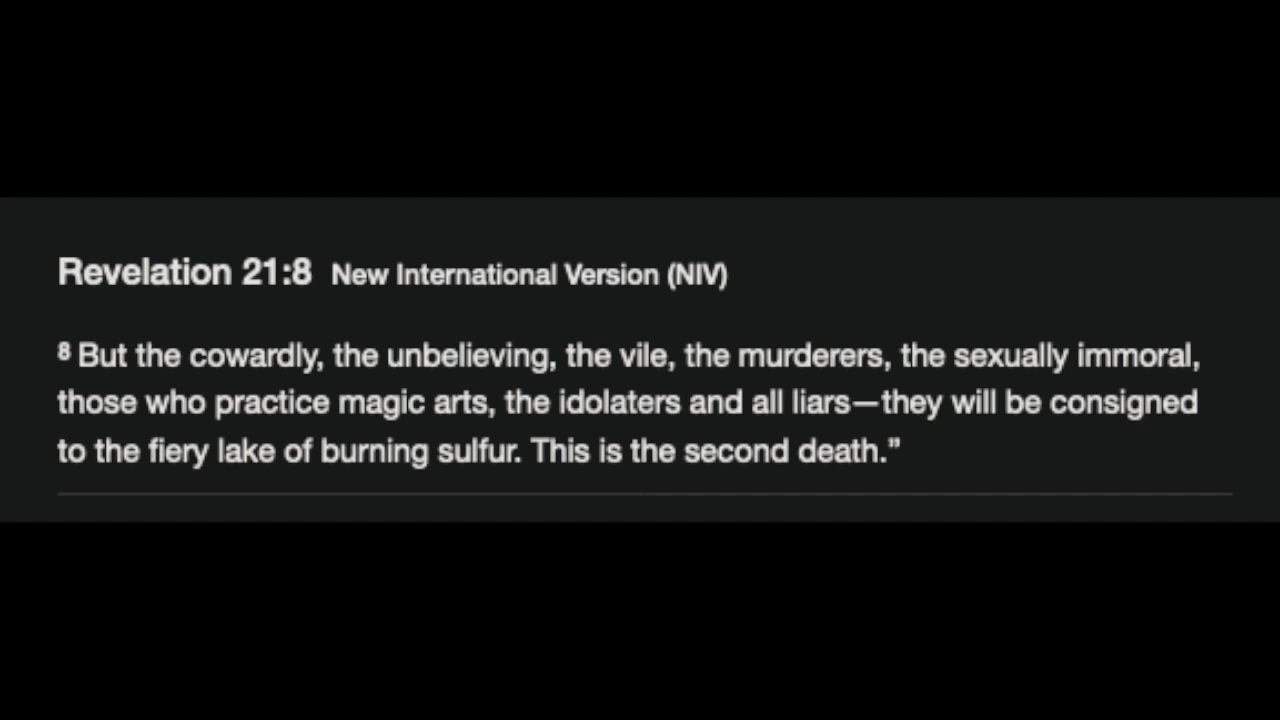 Revelation 21:8 New International Version (NIV)
8 But the cowardly, the unbelieving, the vile, the murderers, the sexually immoral,
those who practice magic arts, the idolaters and all liars—they will be consigned
to the fiery lake of burning sulfur. This is the second death.”